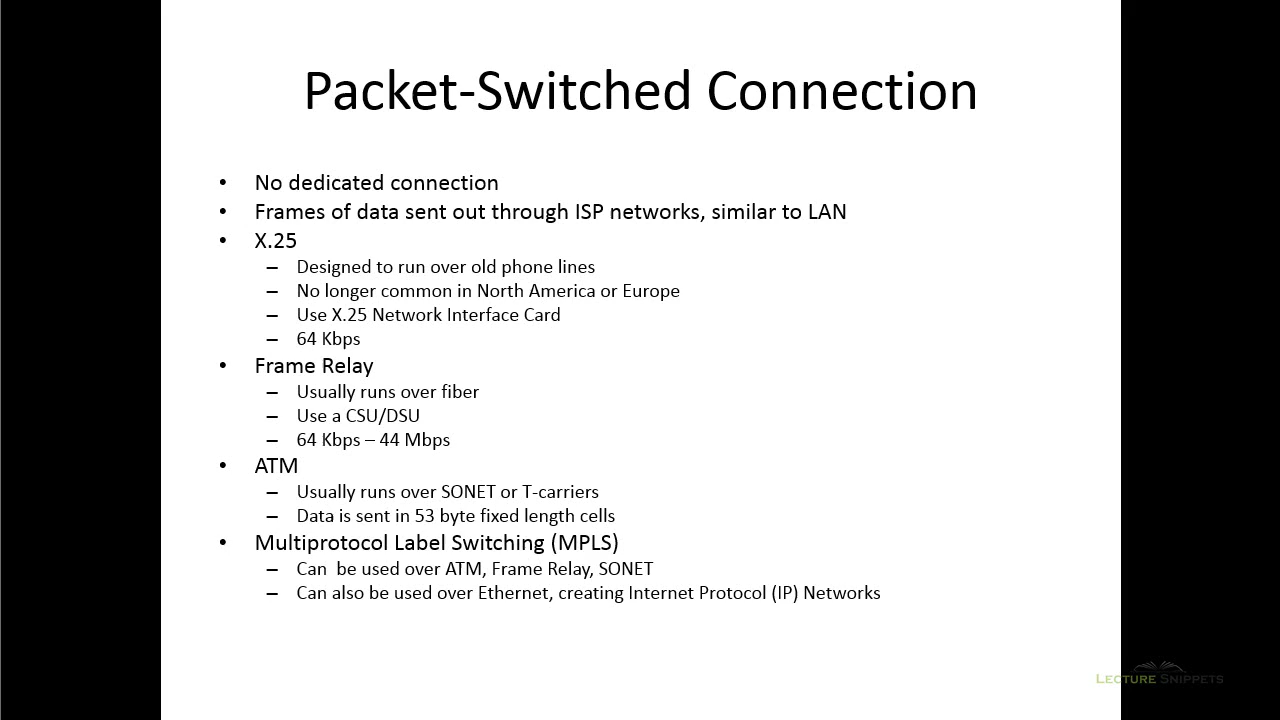 Packet-Switched Connection
• No dedicated connection
• Frames of data sent out through ISP networks, similar to LAN
• X.25
– Designed to run over old phone lines
– No longer common in North America or Europe
– Use X.25 Network Interface Card
– 64 Kbps
• Frame Relay
– Usually runs over fiber
– Use a CSU/DSU
– 64 Kbps – 44 Mbps
• ATM
– Usually runs over SONET or T-carriers
– Data is sent in 53 byte fixed length cells
• Multiprotocol Label Switching (MPLS)
– Can  be used over ATM, Frame Relay, SONET
– Can also be used over Ethernet, creating Internet Protocol (IP) Networks
Lecture Snippets